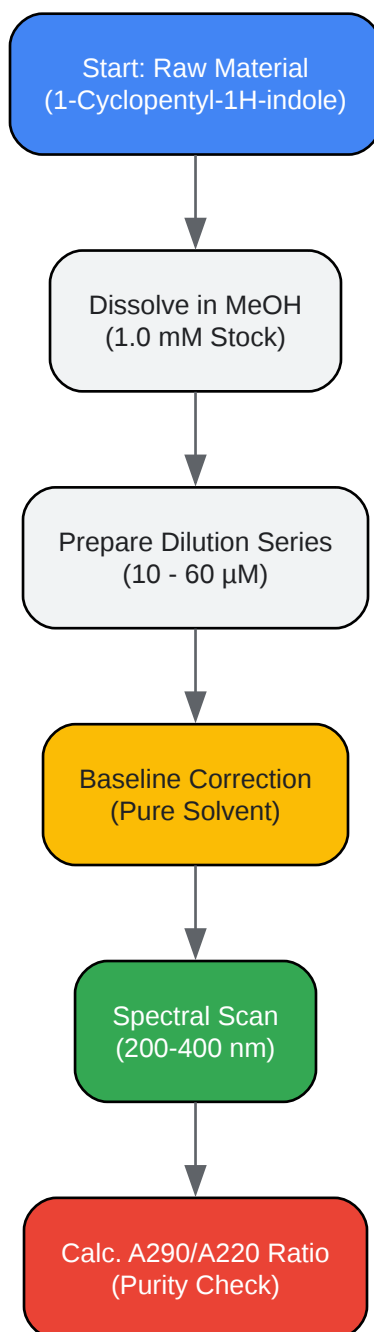 Start: Raw Material
(1-Cyclopentyl-1H-indole)
Dissolve in MeOH
(1.0 mM Stock)
Prepare Dilution Series
(10 - 60 µM)
Baseline Correction
(Pure Solvent)
Spectral Scan
(200-400 nm)
Calc. A290/A220 Ratio
(Purity Check)